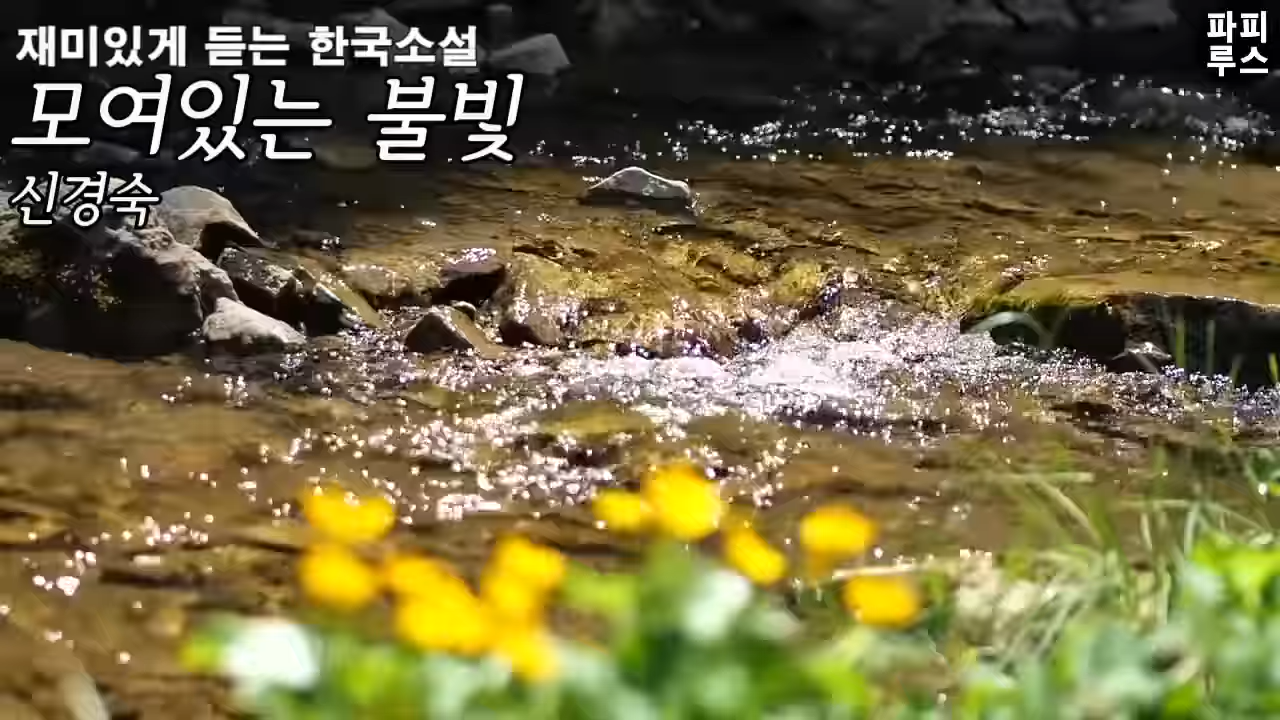 재미있게 듣는 한국소설
모여있는 불빛
신경숙
파피
루스